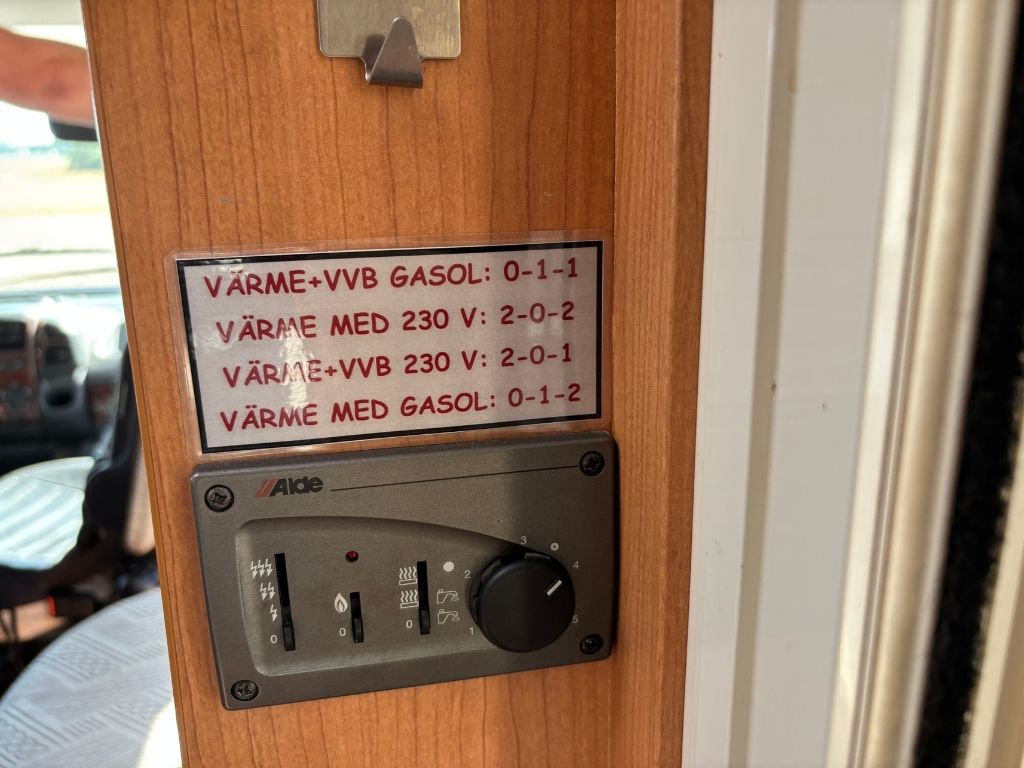 VÄRME+VVB GASOL: 0-1-1
VÄRME MED 230 V: 2-0-2
VÄRME+VVB 230 V: 2-0-1
VÄRME MED GASOL: 0-1-2
Alde
3
4
2
0
0
0
1
5